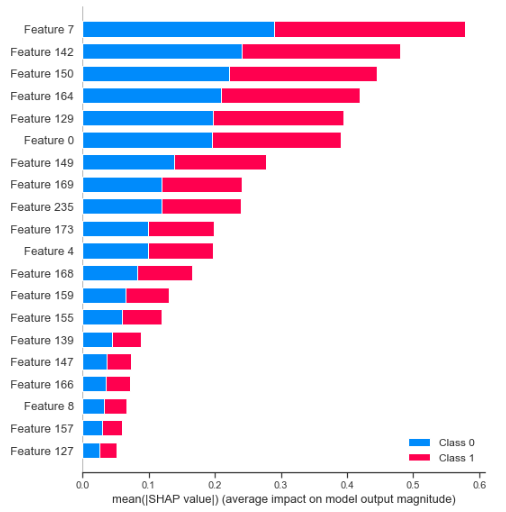 Feature 7
Feature 142
Feature 150
Feature 164
Feature 129
Feature 0
Feature 149
Feature 169
Feature 235
Feature 173
Feature 4
Feature 168
Feature 159
Feature 155
Feature 139
Feature 147
Feature 166
Feature 8
Feature 157
Feature 127
Class 0
Class 1
0.0 0.1 0.2 0.3 0.4 0.5 0.6
mean(|SHAP value|) (average impact on model output magnitude)